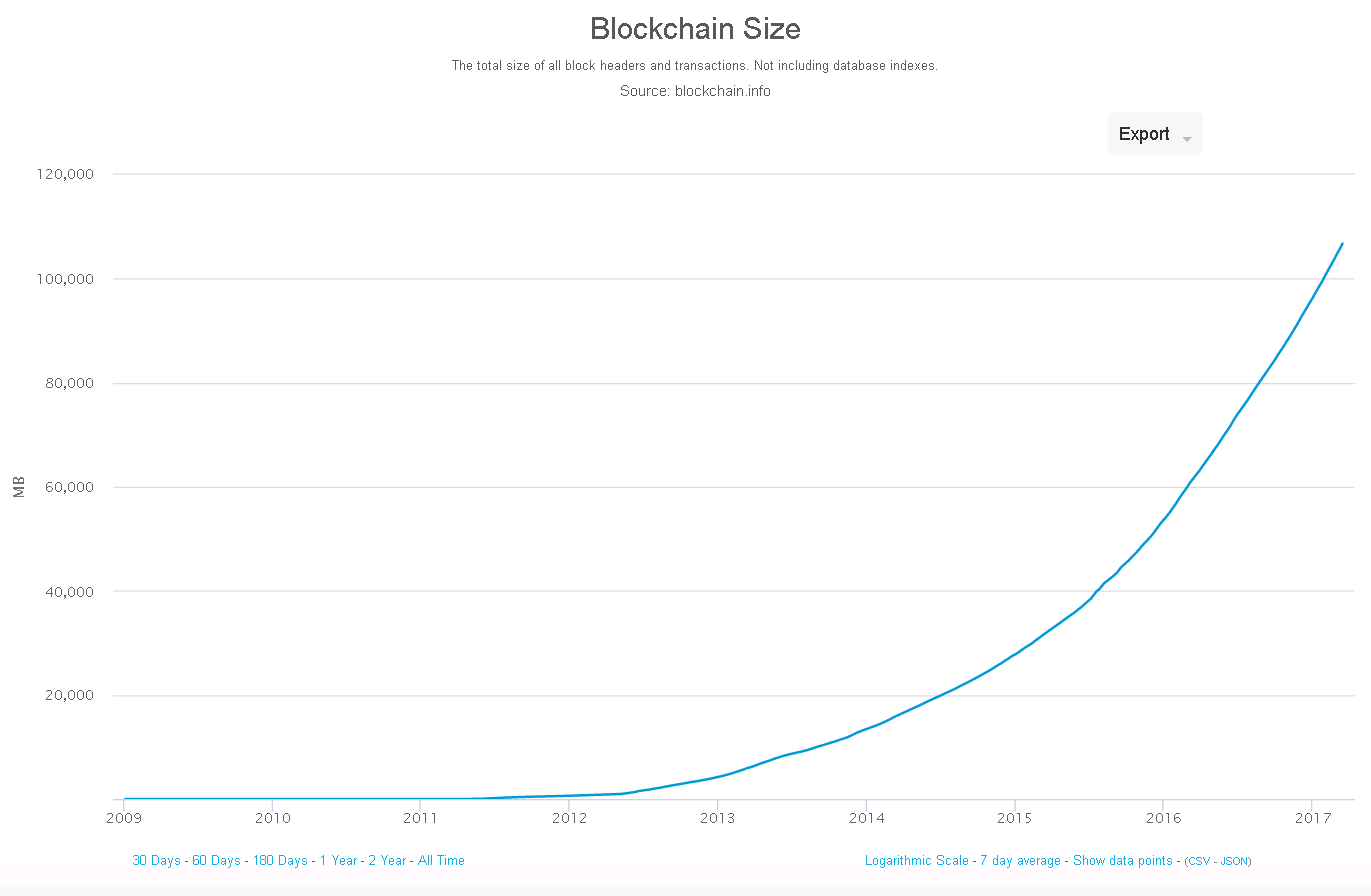 Blockchain Size
The total size of all block headers and transactions. Not including database indexes.
Source: blockchain.info
Export
120,000
100,000
80,000
60,000
40,000
20,000
MB
2009 2010 2011 2012 2013 2014 2015 2016 2017
30 Days - 60 Days - 180 Days - 1 Year - 2 Year - All Time
Logarithmic Scale - 7 day average - Show data points - (CSV - JSON)